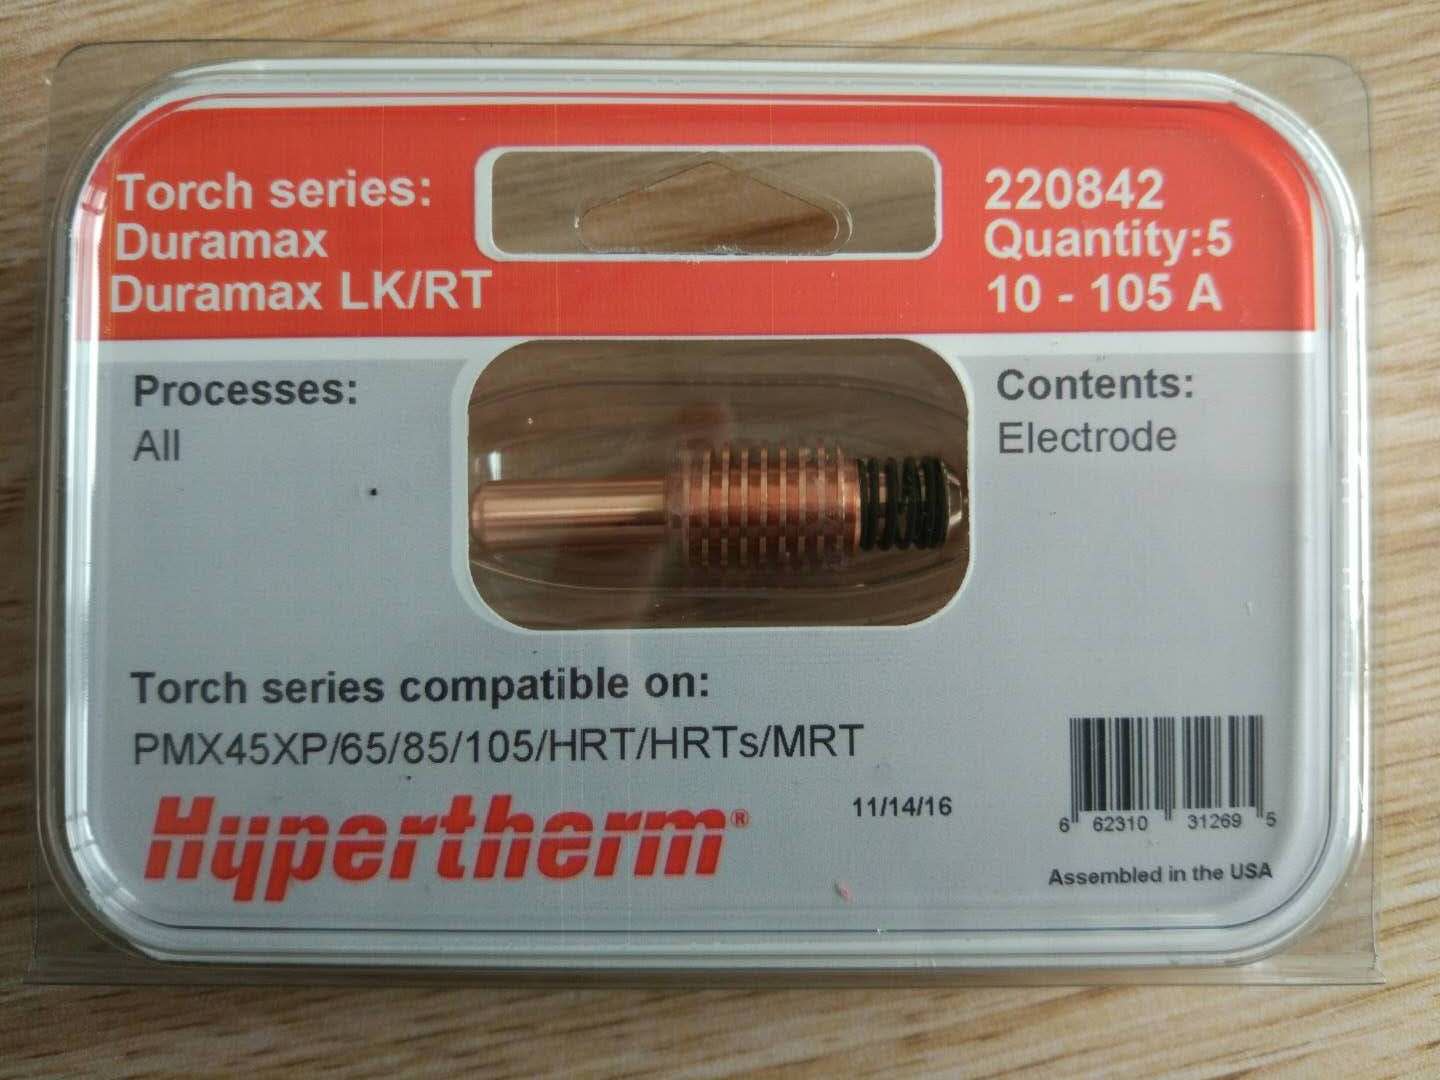 Torch series:
Duramax
Duramax LK/RT
220842
Quantity:5
10 - 105 A
Processes:
All
Contents:
Electrode
Torch series compatible on:
PMX45XP/65/85/105/HRT/HRTs/MRT
Hypertherm®
11/14/16
6 62310 31269 5
Assembled in the USA